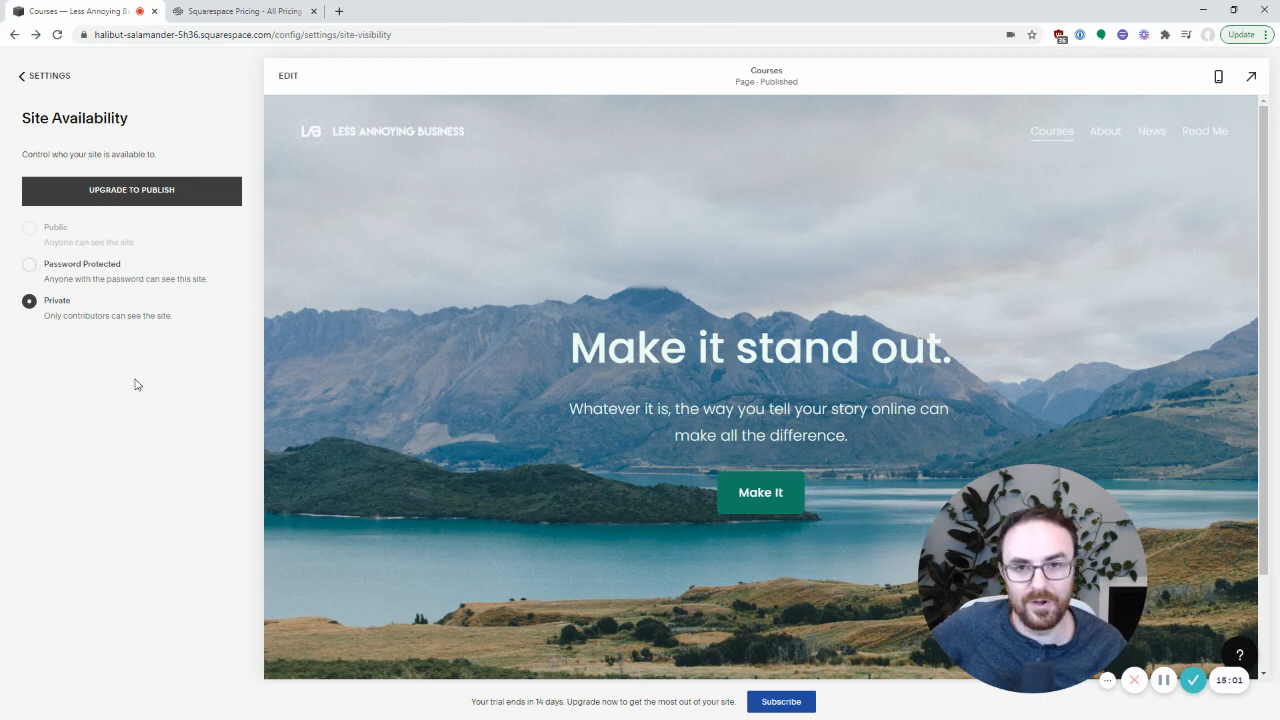 Courses — Less Annoying B
Squarespace Pricing - All Pricing
halibut-salamander-5h36.squarespace.com/config/settings/site-visibility
36
Update
SETTINGS
EDIT
Courses
Page · Published
Site Availability
Control who your site is available to.
UPGRADE TO PUBLISH
Public
Anyone can see the site
Password Protected
Anyone with the password can see this site.
Private
Only contributors can see the site.
LAB LESS ANNOYING BUSINESS
Courses About News Read Me
Make it stand out.
Whatever it is, the way you tell your story online can
make all the difference.
Make It
?
15:01
Your trial ends in 14 days. Upgrade now to get the most out of your site.
Subscribe